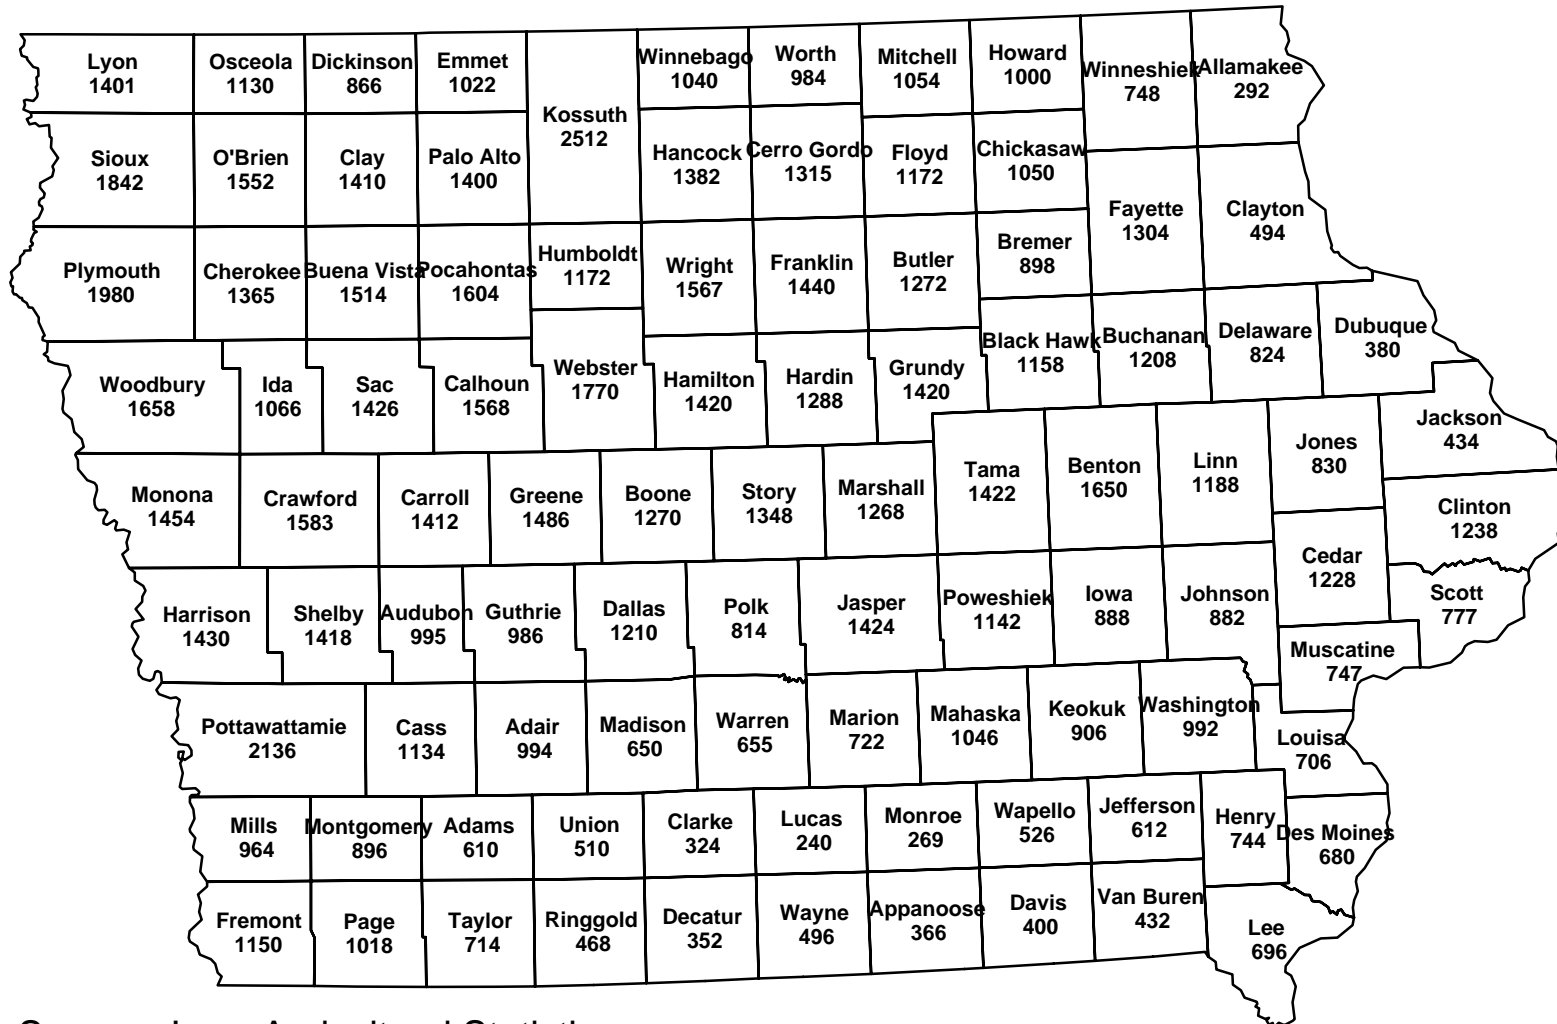 Lyon
1401
Osceola
1130
Dickinson
866
Emmet
1022
Kossuth
2512
Winnebago
1040
Worth
984
Mitchell
1054
Howard
1000
Winneshiek
748
Allamakee
292
Sioux
1842
O'Brien
1552
Clay
1410
Palo Alto
1400
Hancock
1382
Cerro Gordo
1315
Floyd
1172
Chickasaw
1050
Fayette
1304
Clayton
494
Plymouth
1980
Cherokee
1365
Buena Vista
1514
Pocahontas
1604
Humboldt
1172
Wright
1567
Franklin
1440
Butler
1272
Bremer
898
Woodbury
1658
Ida
1066
Sac
1426
Calhoun
1568
Webster
1770
Hamilton
1420
Hardin
1288
Grundy
1420
Black Hawk
1158
Buchanan
1208
Delaware
824
Dubuque
380
Monona
1454
Crawford
1583
Carroll
1412
Greene
1486
Boone
1270
Story
1348
Marshall
1268
Tama
1422
Benton
1650
Linn
1188
Jones
830
Jackson
434
Clinton
1238
Harrison
1430
Shelby
1418
Audubon
995
Guthrie
986
Dallas
1210
Polk
814
Jasper
1424
Poweshiek
1142
Iowa
888
Johnson
882
Cedar
1228
Scott
777
Muscatine
747
Pottawattamie
2136
Cass
1134
Adair
994
Madison
650
Warren
655
Marion
722
Mahaska
1046
Keokuk
906
Washington
992
Louisa
706
Mills
964
Montgomery
896
Adams
610
Union
510
Clarke
324
Lucas
240
Monroe
269
Wapello
526
Jefferson
612
Henry
744
Des Moines
680
Fremont
1150
Page
1018
Taylor
714
Ringgold
468
Decatur
352
Wayne
496
Appanoose
366
Davis
400
Van Buren
432
Lee
696